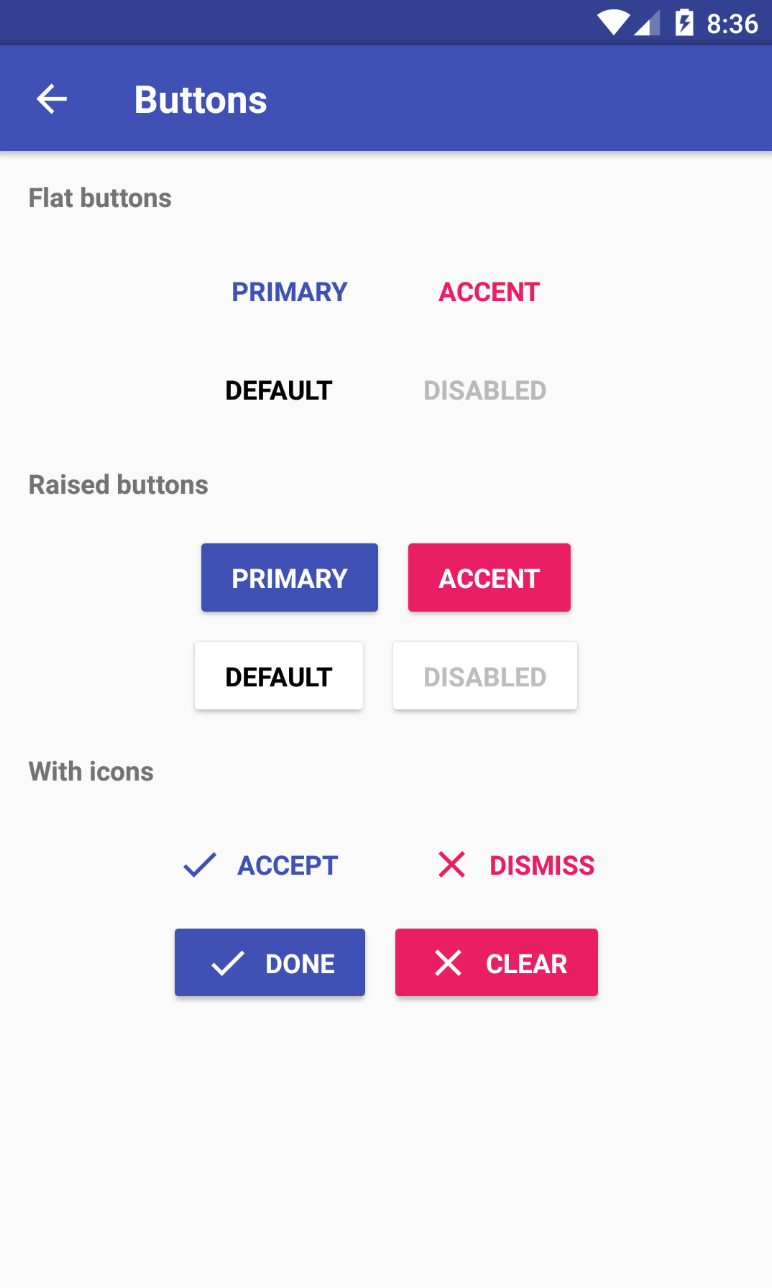 8:36
Buttons
Flat buttons
PRIMARY ACCENT
DEFAULT DISABLED
Raised buttons
PRIMARY ACCENT
DEFAULT DISABLED
With icons
ACCEPT DISMISS
DONE CLEAR